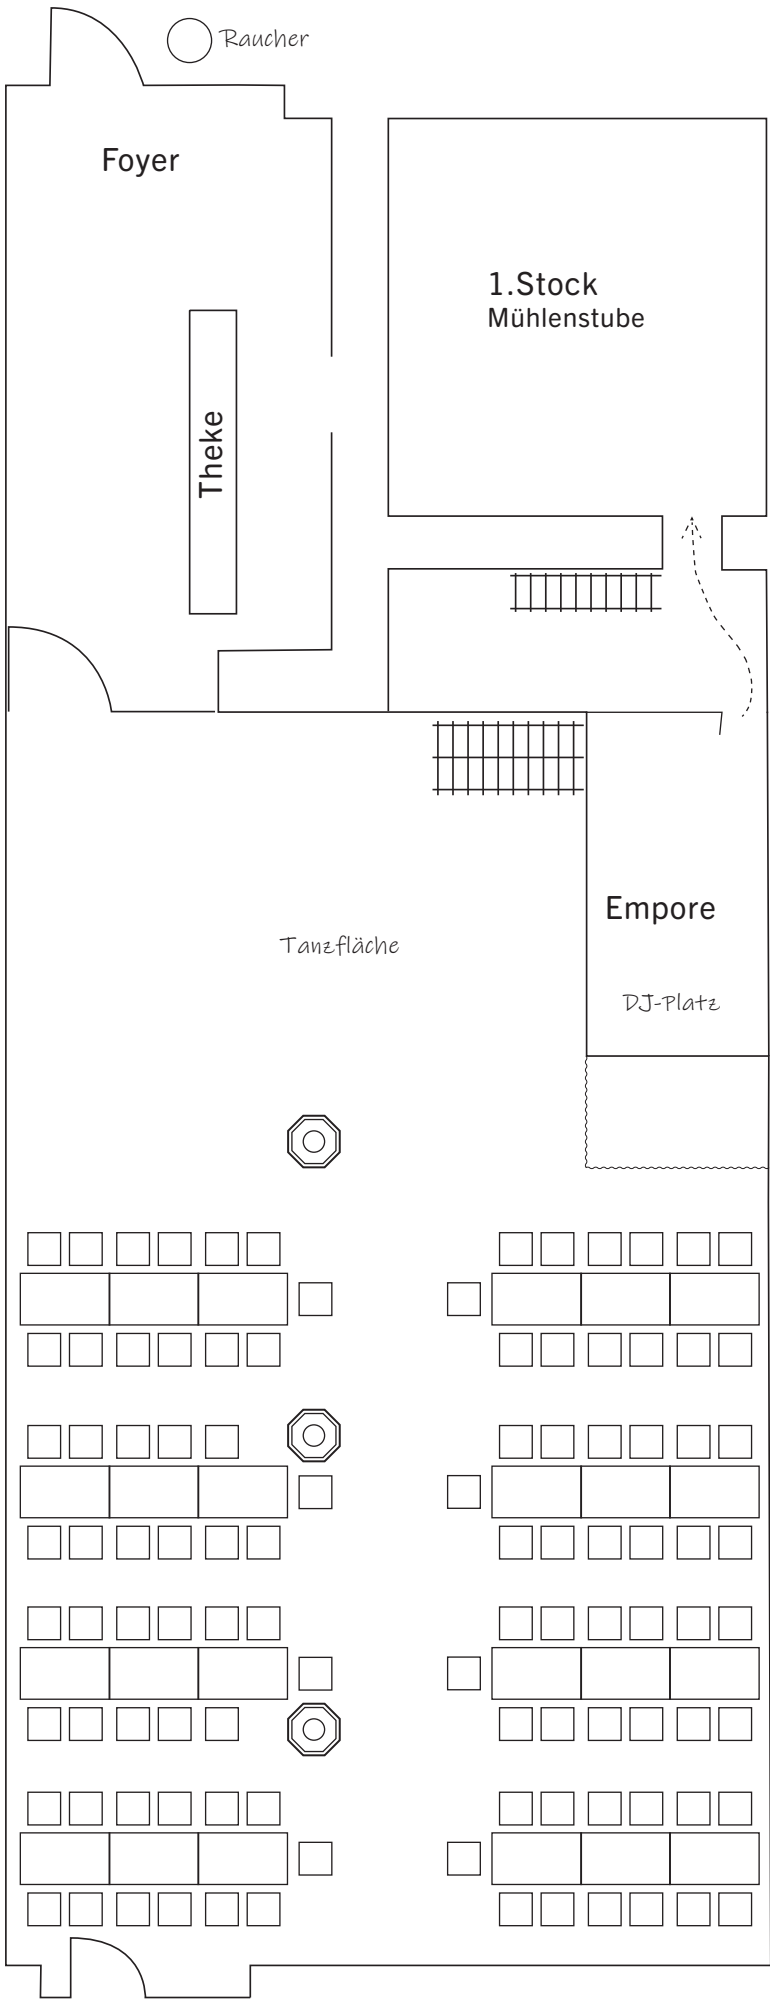 Raucher
Foyer
1.Stock
Mühlenstube
Theke
Empore
Tanzfläche
DJ-Platz